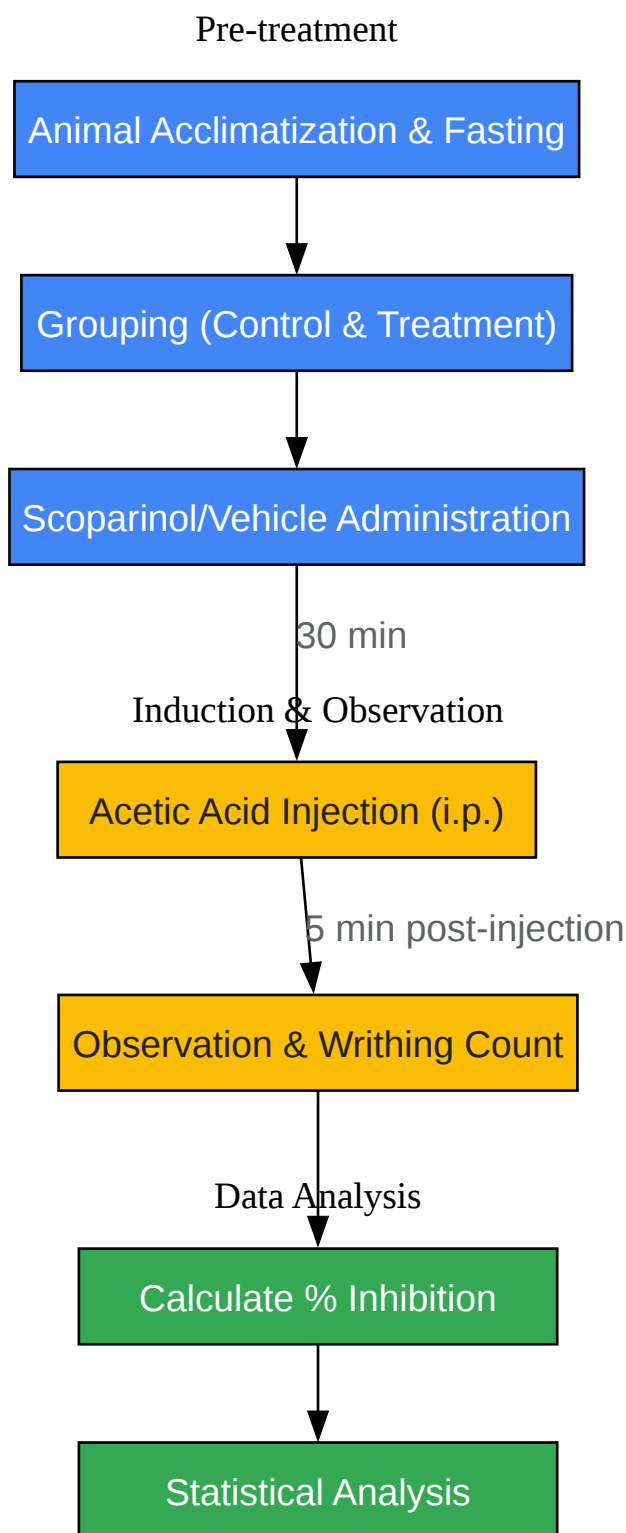 Pre-treatment
Animal Acclimatization & Fasting
Grouping (Control & Treatment)
Scoparinol/Vehicle Administration
30 min
Induction & Observation
Acetic Acid Injection (i.p.)
5 min post-injection
Observation & Writhing Count
Data Analysis
Calculate % Inhibition
Statistical Analysis